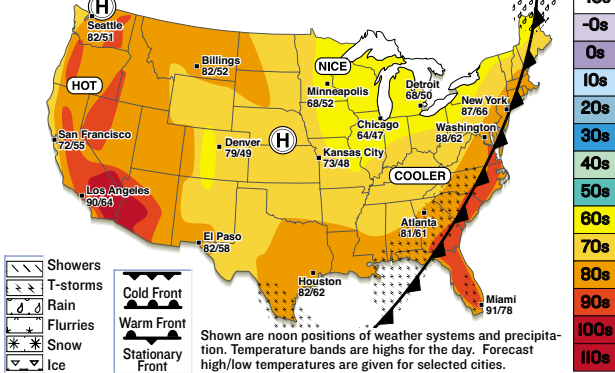 H
Seattle
82/51
Billings
82/52
NICE
Minneapolis
68/52
Detroit
68/50
HOT
New York
87/66
Chicago
64/47
Washington
88/62
San Francisco
72/55
Denver
79/49
H
Kansas City
73/48
COOLER
Los Angeles
90/64
Atlanta
81/61
El Paso
82/58
Houston
82/62
Miami
91/78
Showers
T-storms
Rain
Flurries
Snow
Ice
Cold Front
Warm Front
Stationary
Front
Shown are noon positions of weather systems and precipita-
tion. Temperature bands are highs for the day. Forecast
high/low temperatures are given for selected cities.
-0s
0s
10s
20s
30s
40s
50s
60s
70s
80s
90s
100s
110s